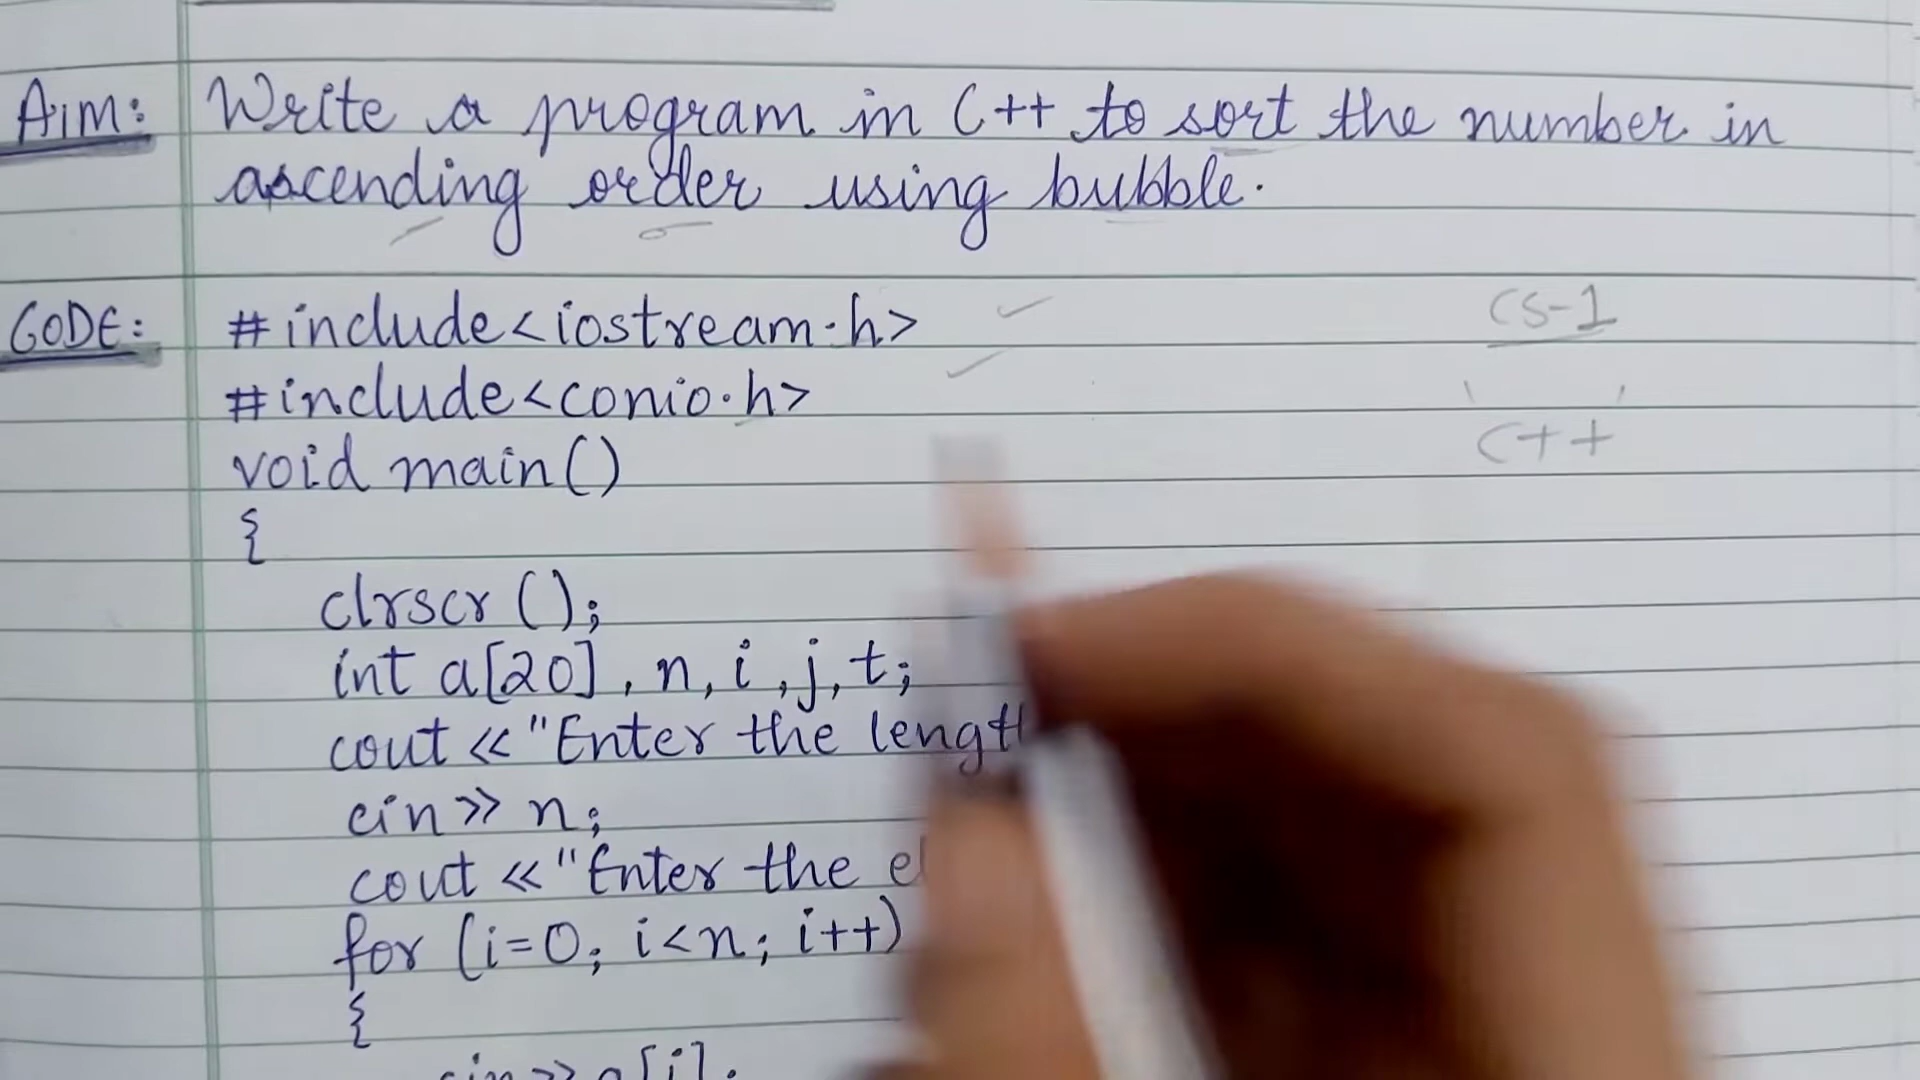 AIM: Write a program in C++ to sort the number in
ascending order using bubble.
CODE: #include<iostream.h>
#include<conio.h>
void main()
{
clrscr();
int a[20], n, i, j, t;
cout << "Enter the length
cin >> n;
cout << "Enter the
for (i=0; i<n; i++)
{
cin >> a[i];
CS-1
C++